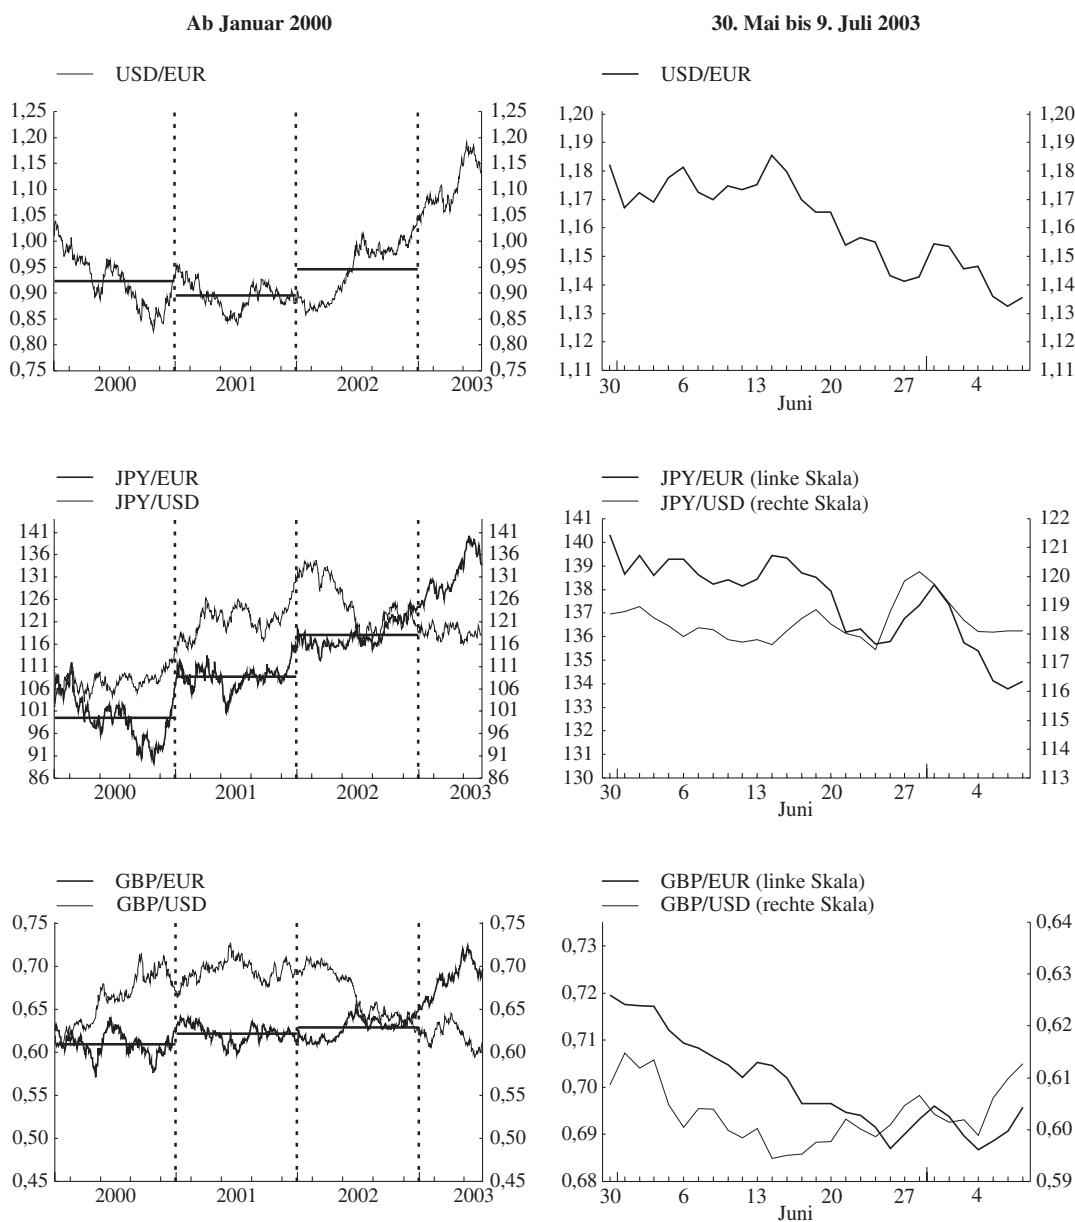 Ab Januar 2000
30. Mai bis 9. Juli 2003
USD/EUR
1,25 1,25
1,20 1,20
1,15 1,15
1,10 1,10
1,05 1,05
1,00 1,00
0,95 0,95
0,90 0,90
0,85 0,85
0,80 0,80
0,75 0,75
2000 2001 2002 2003
USD/EUR
1,20 1,20
1,19 1,19
1,18 1,18
1,17 1,17
1,16 1,16
1,15 1,15
1,14 1,14
1,13 1,13
1,12 1,12
1,11 1,11
30 6 13 20 27 4
Juni
JPY/EUR
JPY/USD
141 141
136 136
131 131
126 126
121 121
116 116
111 111
106 106
101 101
96 96
91 91
86 86
2000 2001 2002 2003
JPY/EUR (linke Skala)
JPY/USD (rechte Skala)
141 122
140 121
139 120
138 119
137 118
136 117
135 116
134 115
133 114
132 113
131
130
30 6 13 20 27 4
Juni
GBP/EUR
GBP/USD
0,75 0,75
0,70 0,70
0,65 0,65
0,60 0,60
0,55 0,55
0,50 0,50
0,45 0,45
2000 2001 2002 2003
GBP/EUR (linke Skala)
GBP/USD (rechte Skala)
0,73 0,64
0,72 0,63
0,71 0,62
0,70 0,61
0,69 0,60
0,68 0,59
30 6 13 20 27 4
Juni